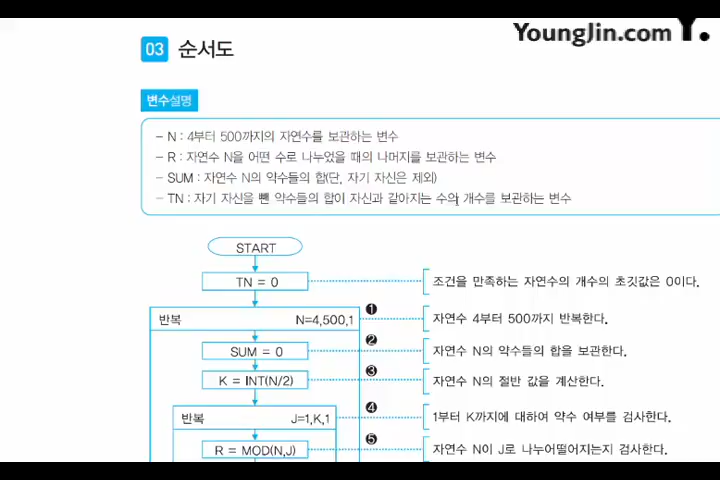 YoungJin.com Y.
03 순서도
변수설명
- N : 4부터 500까지의 자연수를 보관하는 변수
- R : 자연수 N을 어떤 수로 나누었을 때의 나머지를 보관하는 변수
- SUM : 자연수 N의 약수들의 합(단, 자기 자신은 제외)
- TN : 자기 자신을 뺀 약수들의 합이 자신과 같아지는 수의 개수를 보관하는 변수
START
TN = 0
조건을 만족하는 자연수의 개수의 초깃값은 0이다.
반복 N=4,500,1
❶
자연수 4부터 500까지 반복한다.
SUM = 0
❷
자연수 N의 약수들의 합을 보관한다.
K = INT(N/2)
❸
자연수 N의 절반 값을 계산한다.
반복 J=1,K,1
❹
1부터 K까지에 대하여 약수 여부를 검사한다.
R = MOD(N,J)
❺
자연수 N이 J로 나누어떨어지는지 검사한다.